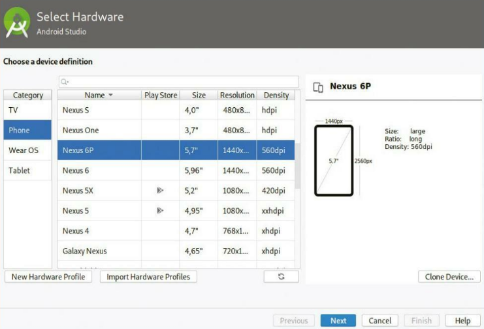 Select Hardware
Android Studio
Choose a device definition
Category Name Play Store Size Resolution Density
TV
Phone
Wear OS
Tablet
Nexus S 4,0" 480x8... hdpi
Nexus One 3,7" 480x8... hdpi
Nexus 6P 5,7" 1440x... 560dpi
Nexus 6 5,96" 1440x... 560dpi
Nexus 5X 5,2" 1080x... 420dpi
Nexus 5 4,95" 1080x... xxhdpi
Nexus 4 4,7" 768x1... xhdpi
Galaxy Nexus 4,65" 720x1... xhdpi
New Hardware Profile Import Hardware Profiles
Nexus 6P
1440px
5,7" 2560px
Size: large
Ratio: long
Density: 560dpi
Clone Device...
Previous Next Cancel Finish Help